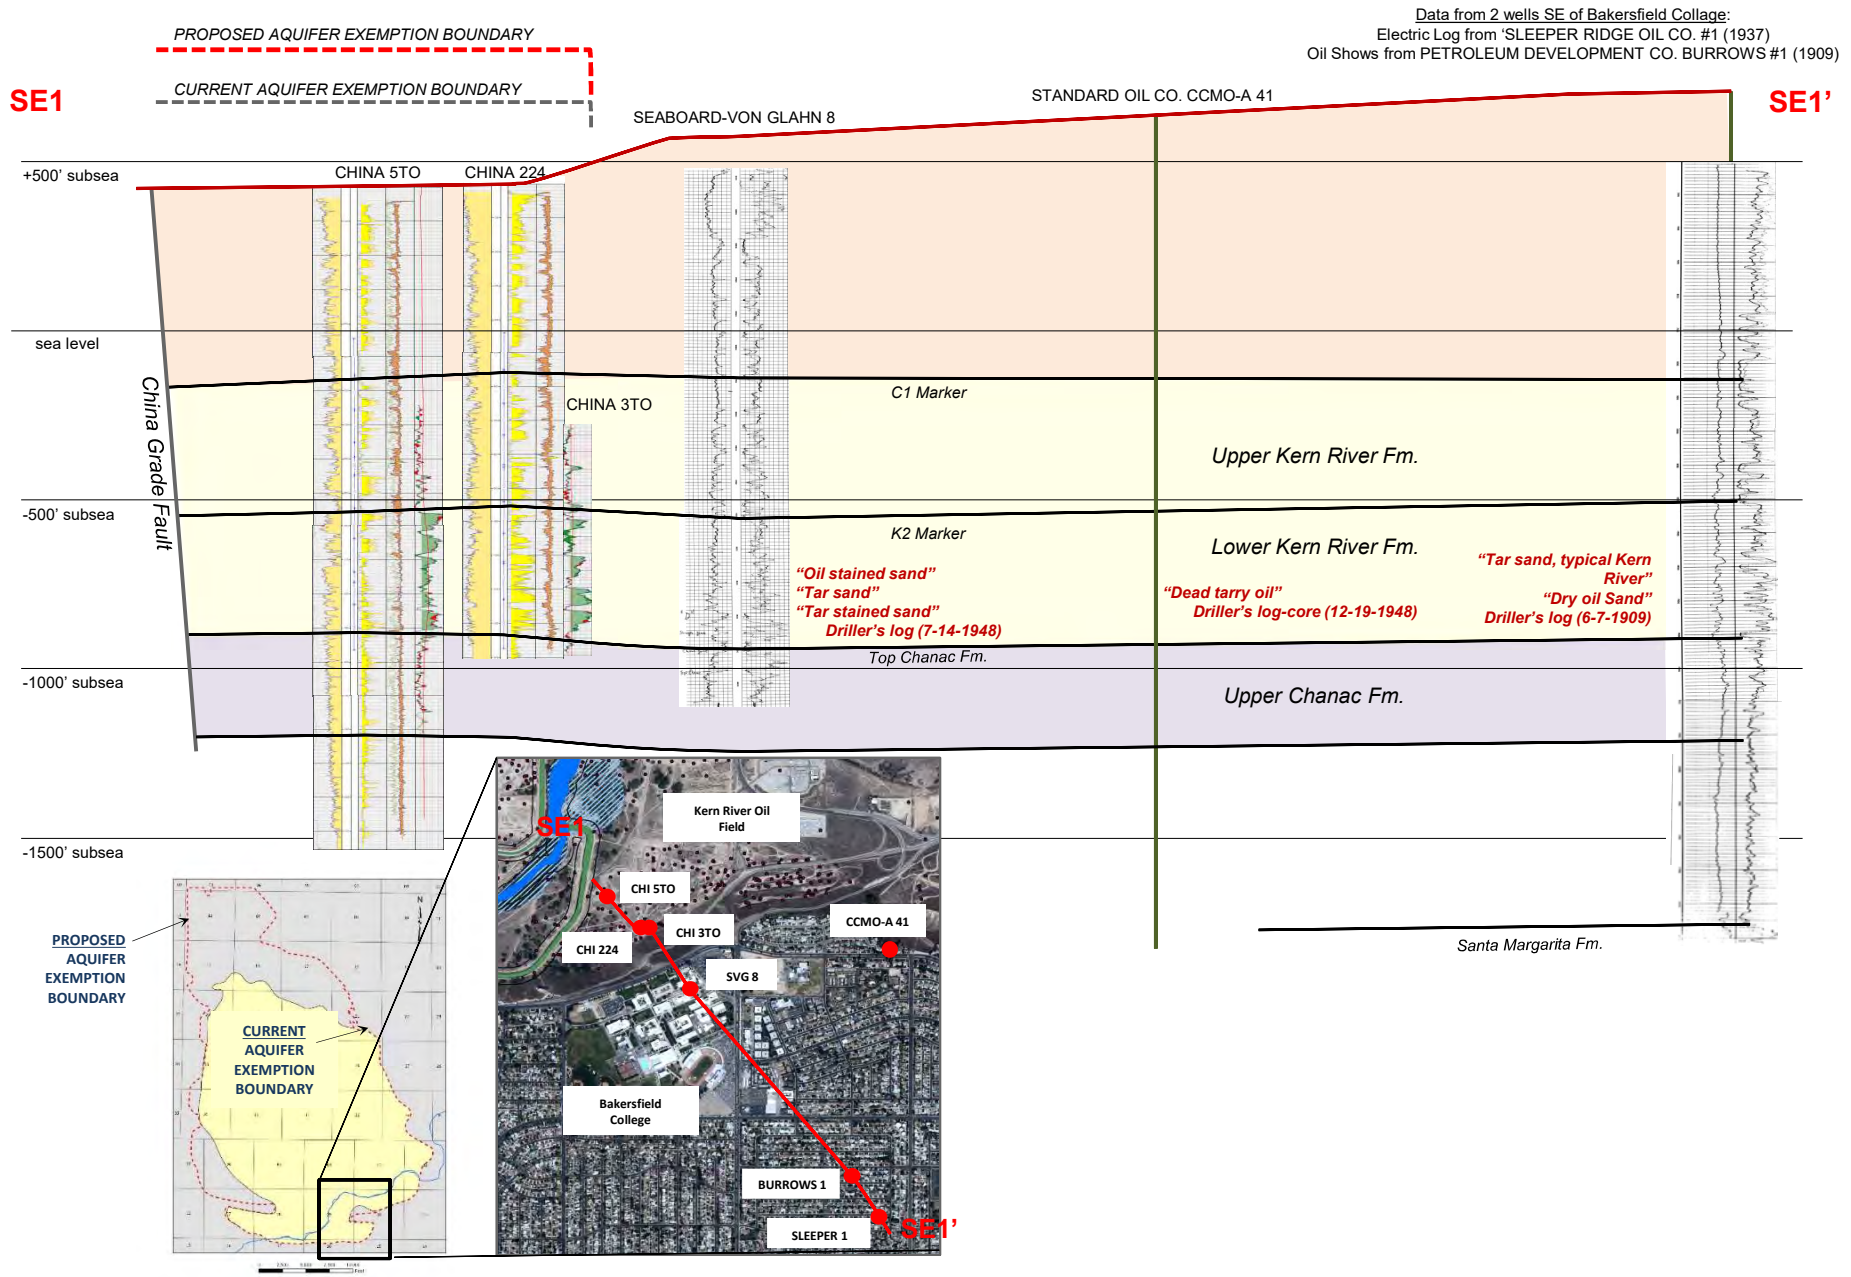 Data from 2 wells SE of Bakersfield Collage:
Electric Log from ‘SLEEPER RIDGE OIL CO. #1 (1937)
Oil Shows from PETROLEUM DEVELOPMENT CO. BURROWS #1 (1909)
PROPOSED AQUIFER EXEMPTION BOUNDARY
CURRENT AQUIFER EXEMPTION BOUNDARY
SE1
SE1’
STANDARD OIL CO. CCMO-A 41
SEABOARD-VON GLAHN 8
CHINA 5TO
CHINA 224
+500’ subsea
sea level
China Grade Fault
C1 Marker
CHINA 3TO
Upper Kern River Fm.
-500’ subsea
K2 Marker
Lower Kern River Fm.
“Oil stained sand”
“Tar sand”
“Tar stained sand”
Driller’s log (7-14-1948)
“Dead tarry oil”
Driller’s log-core (12-19-1948)
“Tar sand, typical Kern
River”
“Dry oil Sand”
Driller’s log (6-7-1909)
Top Chanac Fm.
-1000’ subsea
Upper Chanac Fm.
-1500’ subsea
Santa Margarita Fm.
PROPOSED
AQUIFER
EXEMPTION
BOUNDARY
CURRENT
AQUIFER
EXEMPTION
BOUNDARY
N
Kern River Oil
Field
SE1
CHI 5TO
CHI 224
CHI 3TO
CCMO-A 41
SVG 8
Bakersfield
College
BURROWS 1
SLEEPER 1
SE1’